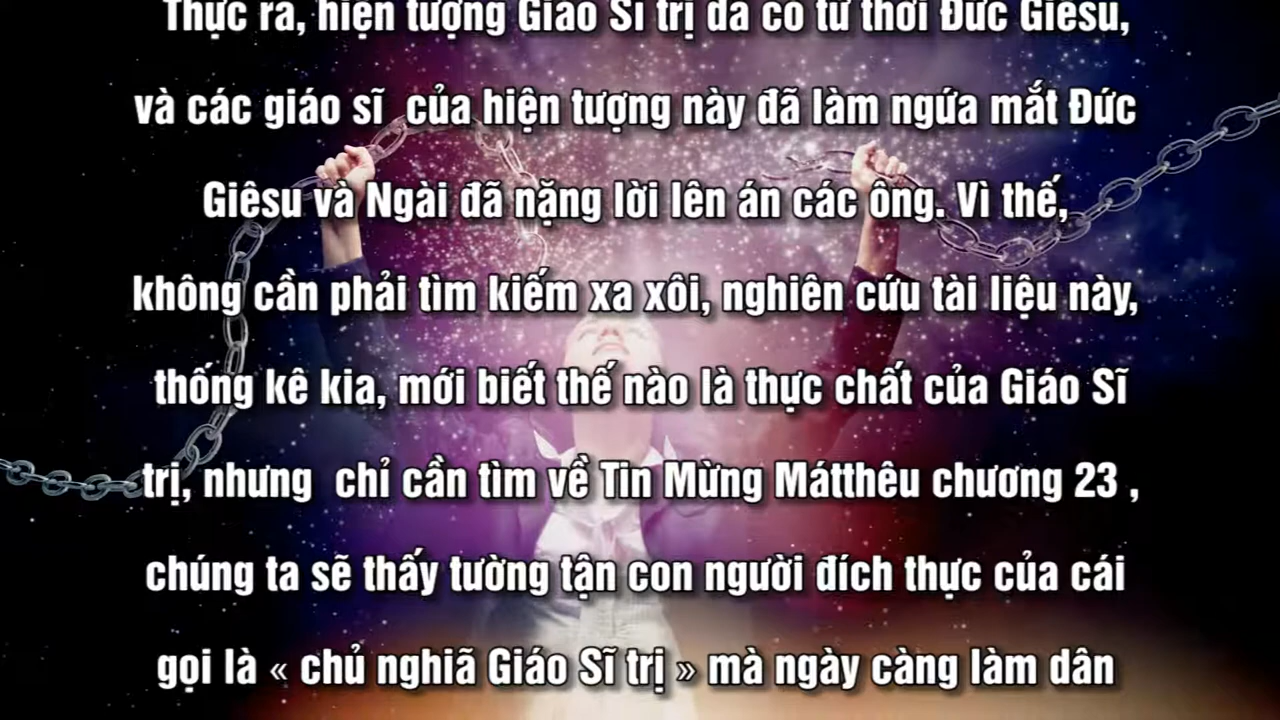 Thực ra, hiện tượng Giáo Sĩ trị đã có từ thời Đức Giêsu,
và các giáo sĩ của hiện tượng này đã làm ngứa mắt Đức
Giêsu và Ngài đã nặng lời lên án các ông. Vì thế,
không cần phải tìm kiếm xa xôi, nghiên cứu tài liệu này,
thống kê kia, mới biết thế nào là thực chất của Giáo Sĩ
trị, nhưng chỉ cần tìm về Tin Mừng Mátthêu chương 23 ,
chúng ta sẽ thấy tường tận con người đích thực của cái
gọi là « chủ nghiã Giáo Sĩ trị » mà ngày càng làm dân